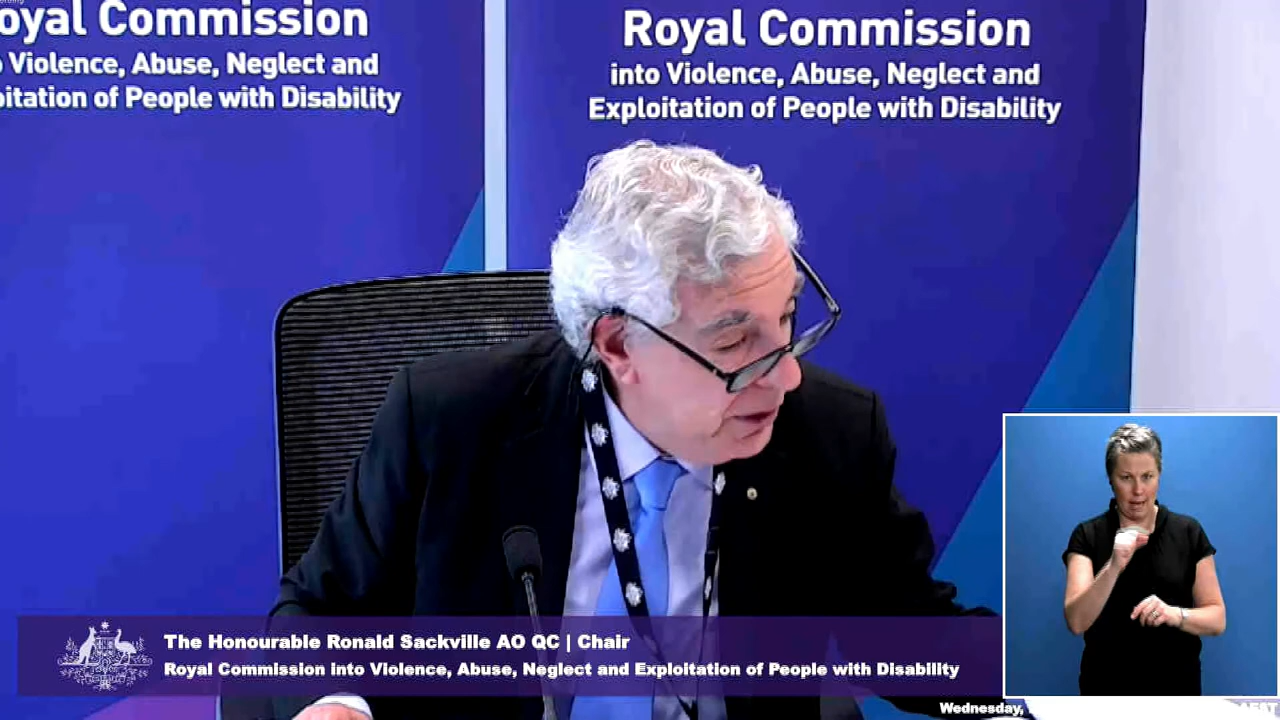 oyal Commission
Violence, Abuse, Neglect and
itation of People with Disability
Royal Commission
into Violence, Abuse, Neglect and
Exploitation of People with Disability
The Honourable Ronald Sackville AO QC | Chair
Royal Commission into Violence, Abuse, Neglect and Exploitation of People with Disability
Wednesday,